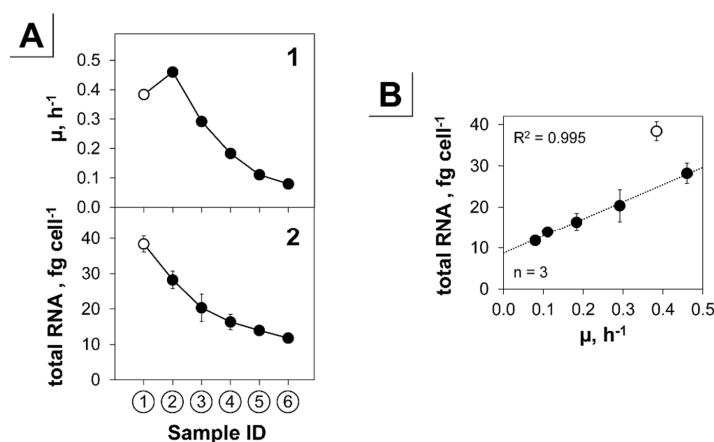 A
1
µ, h-1
0.5
0.4
0.3
0.2
0.1
0.0
2
total RNA , fg cell-1
40
30
20
10
0
1 2 3 4 5 6
Sample ID
B
R2 = 0.995
n = 3
total RNA, fg cell-1
40
30
20
10
0
0.0 0.1 0.2 0.3 0.4 0.5
µ, h-1